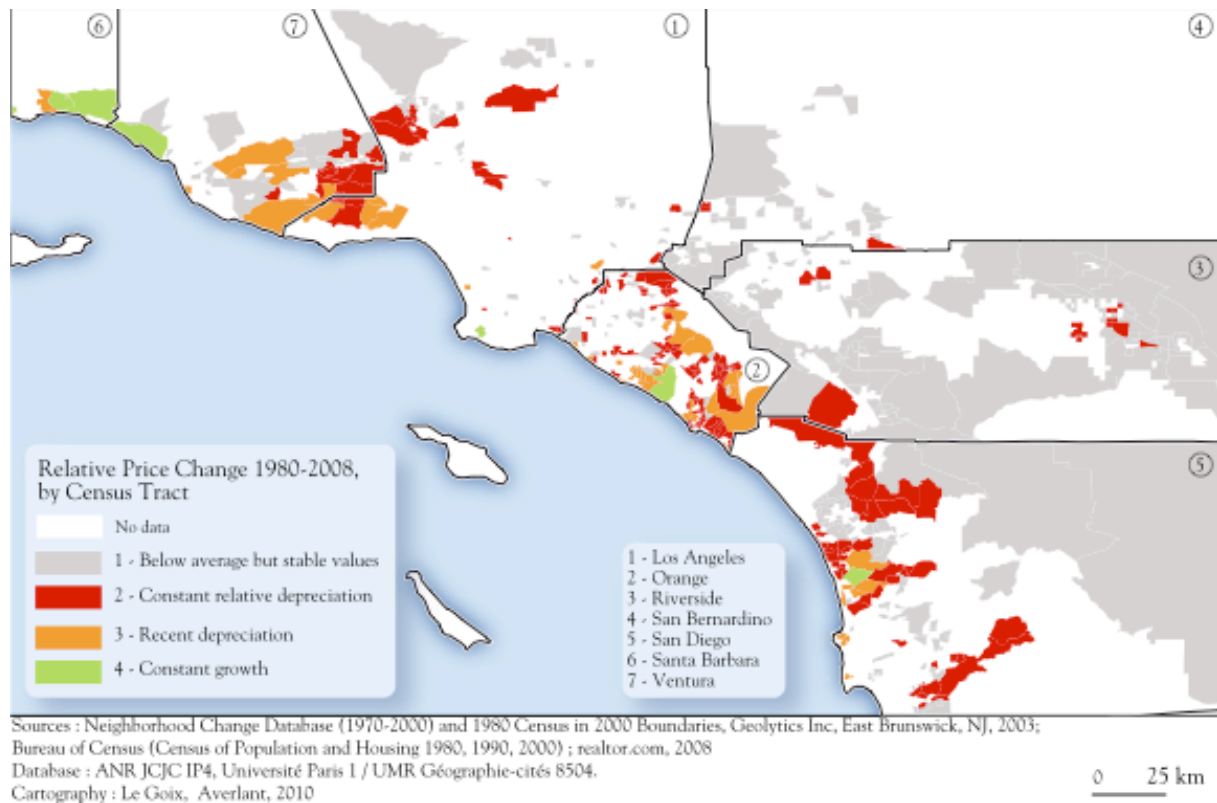 ⑥
⑦
①
④
③
②
⑤
Relative Price Change 1980-2008,
by Census Tract
No data
1 - Below average but stable values
2 - Constant relative depreciation
3 - Recent depreciation
4 - Constant growth
1 - Los Angeles
2 - Orange
3 - Riverside
4 - San Bernardino
5 - San Diego
6 - Santa Barbara
7 - Ventura
Sources : Neighborhood Change Database (1970-2000) and 1980 Census in 2000 Boundaries, Geolytics Inc, East Brunswick, NJ, 2003;
Bureau of Census (Census of Population and Housing 1980, 1990, 2000) ; realtor.com, 2008
Database : ANR JCJC IP4, Université Paris 1 / UMR Géographie-cités 8504.
Cartography : Le Goix, Averlant, 2010
0 25 km